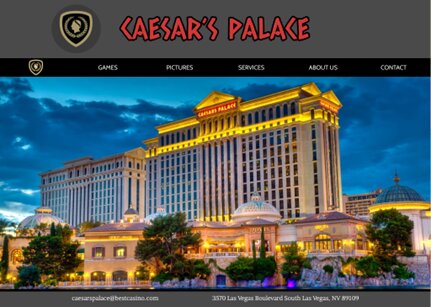 CAESAR'S PALACE
GAMES PICTURES SERVICES ABOUT US CONTACT
CAESARS PALACE
caesarspalace@bestcasino.com 3570 Las Vegas Boulevard South Las Vegas, NV 89109